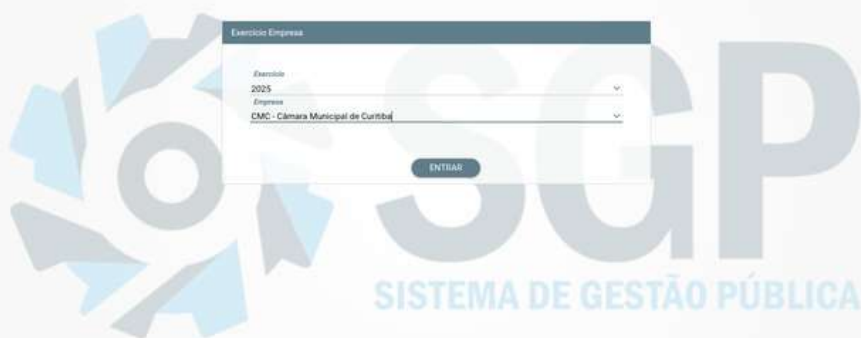 Exercício Empresa
Exercício
2025
Empresa
CMC - Câmara Municipal de Curitiba
ENTRAR
SGP
SISTEMA DE GESTÃO PÚBLICA